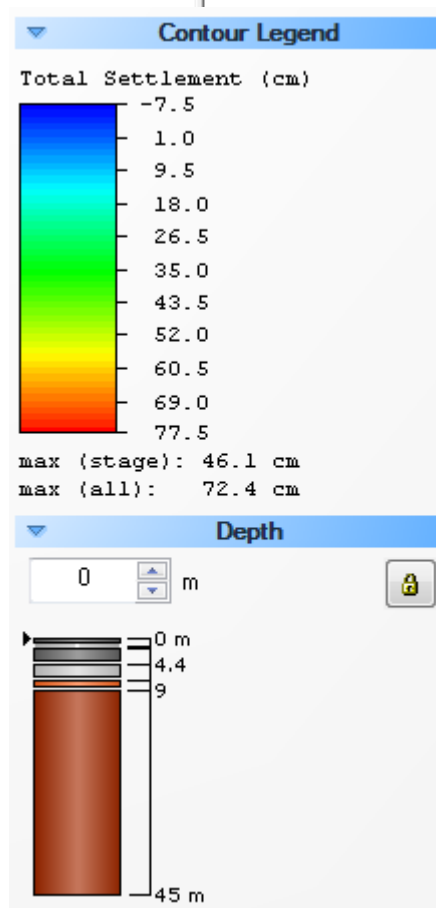 Contour Legend
Total Settlement (cm)
-7.5
1.0
9.5
18.0
26.5
35.0
43.5
52.0
60.5
69.0
77.5
max (stage): 46.1 cm
max (all): 72.4 cm
Depth
0 m
0 m
4.4
9
45 m